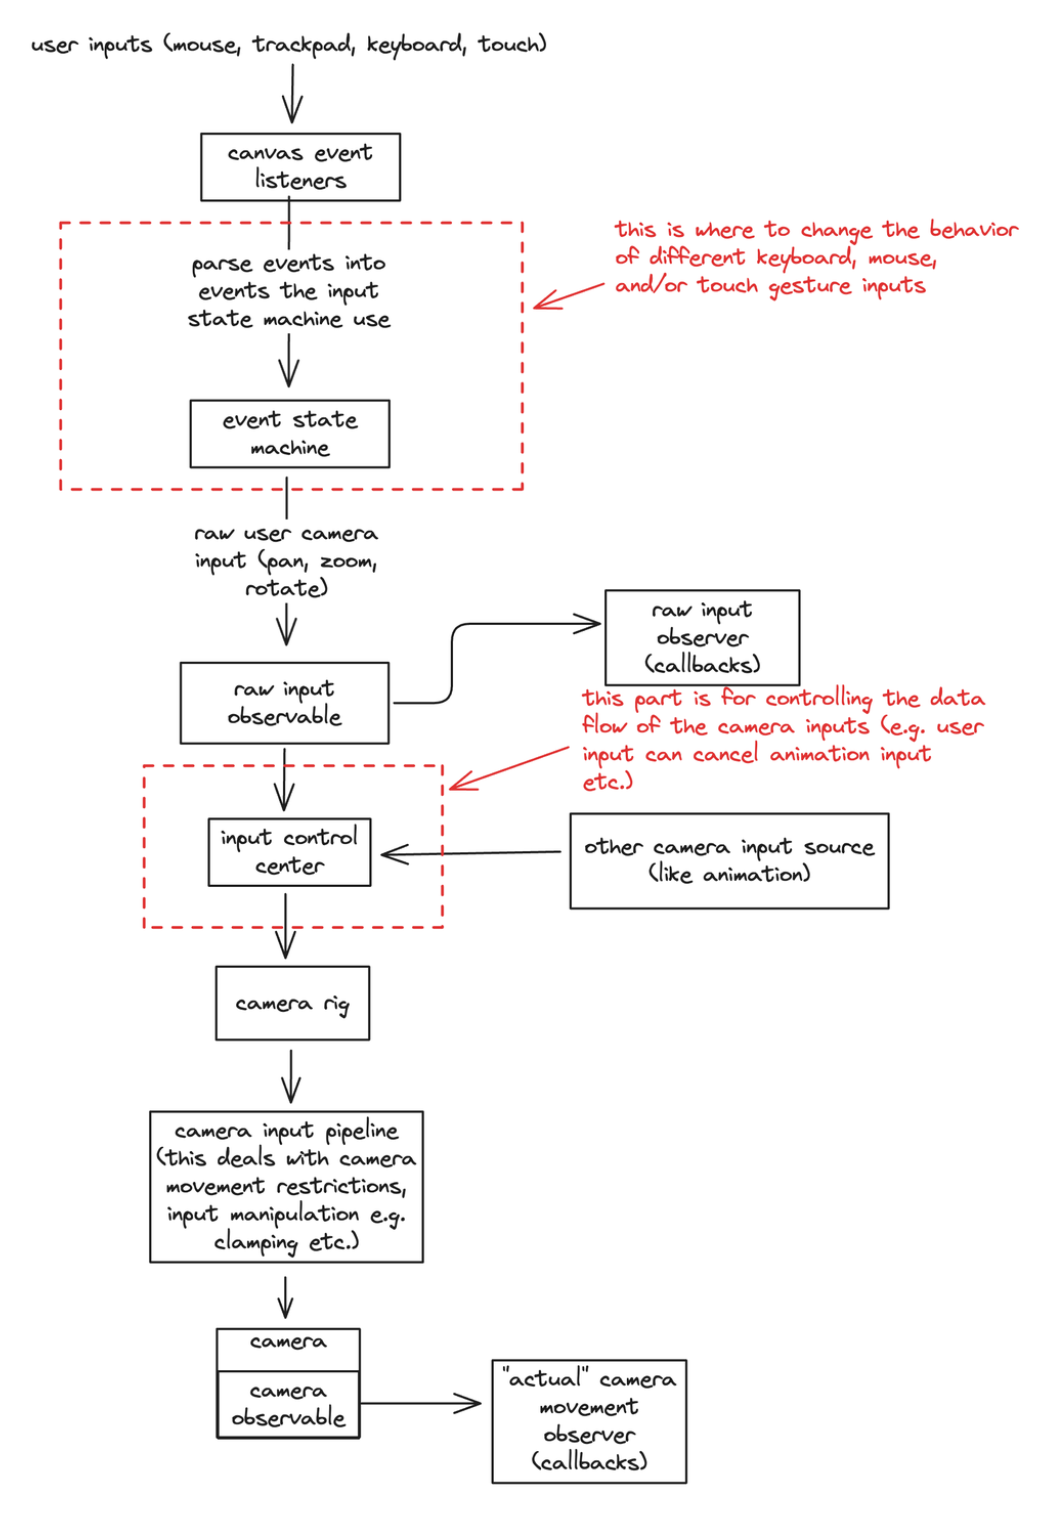 user inputs (mouse, trackpad, keyboard, touch)
canvas event
listeners
this is where to change the behavior
of different keyboard, mouse,
and/or touch gesture inputs
parse events into
events the input
state machine use
event state
machine
raw user camera
input (pan, zoom,
rotate)
raw input
observer
(callbacks)
raw input
observable
this part is for controlling the data
flow of the camera inputs (e.g. user
input can cancel animation input
etc.)
input control
center
other camera input source
(like animation)
camera rig
camera input pipeline
(this deals with camera
movement restrictions,
input manipulation e.g.
clamping etc.)
camera
camera
observable
"actual" camera
movement
observer
(callbacks)